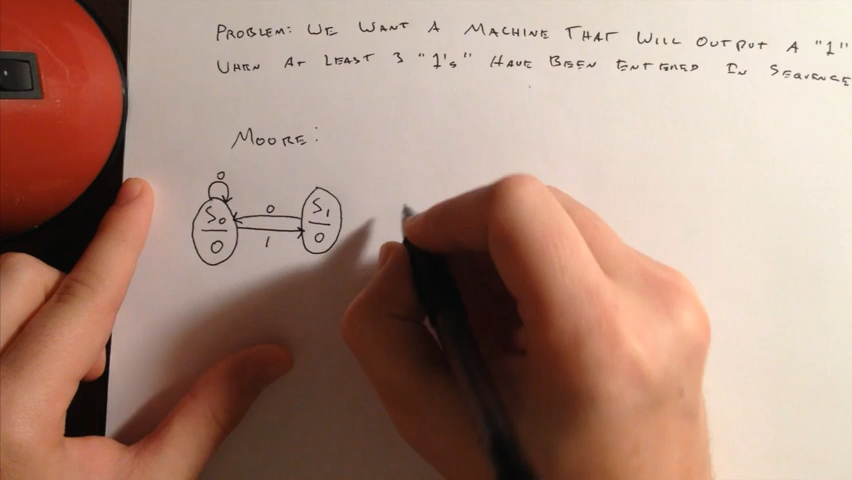 PROBLEM: WE WANT A MACHINE THAT WILL OUTPUT A "1"
WHEN AT LEAST 3 "1's" HAVE BEEN ENTERED IN SEQUENCE
MOORE:
0
S0 0 S1
0 1 0